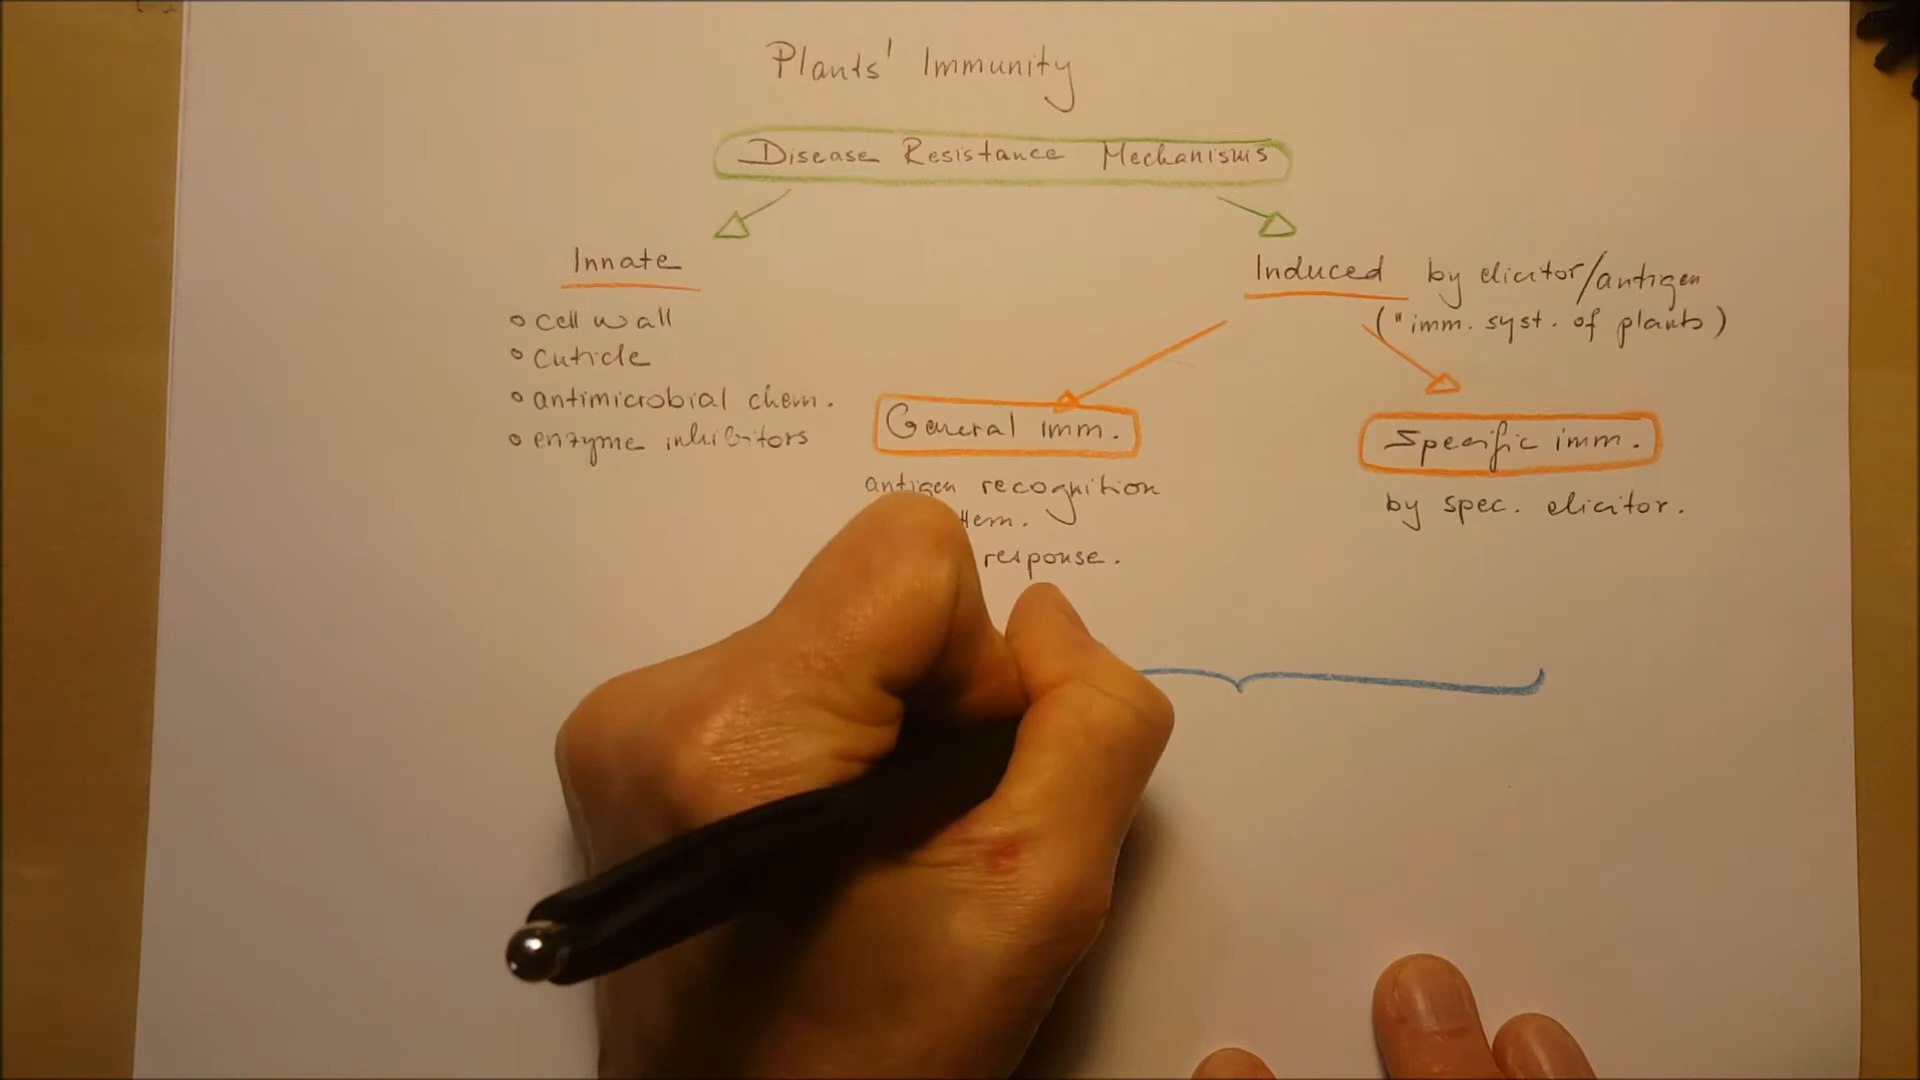 Plants' Immunity
Disease Resistance Mechanisms
Innate
cell wall
cuticle
antimicrobial chem.
enzyme inhibitors
Induced by elicitor/antigen
("imm. syst. of plants)
General imm.
antigen recognition
response.
Specific imm.
by spec. elicitor.